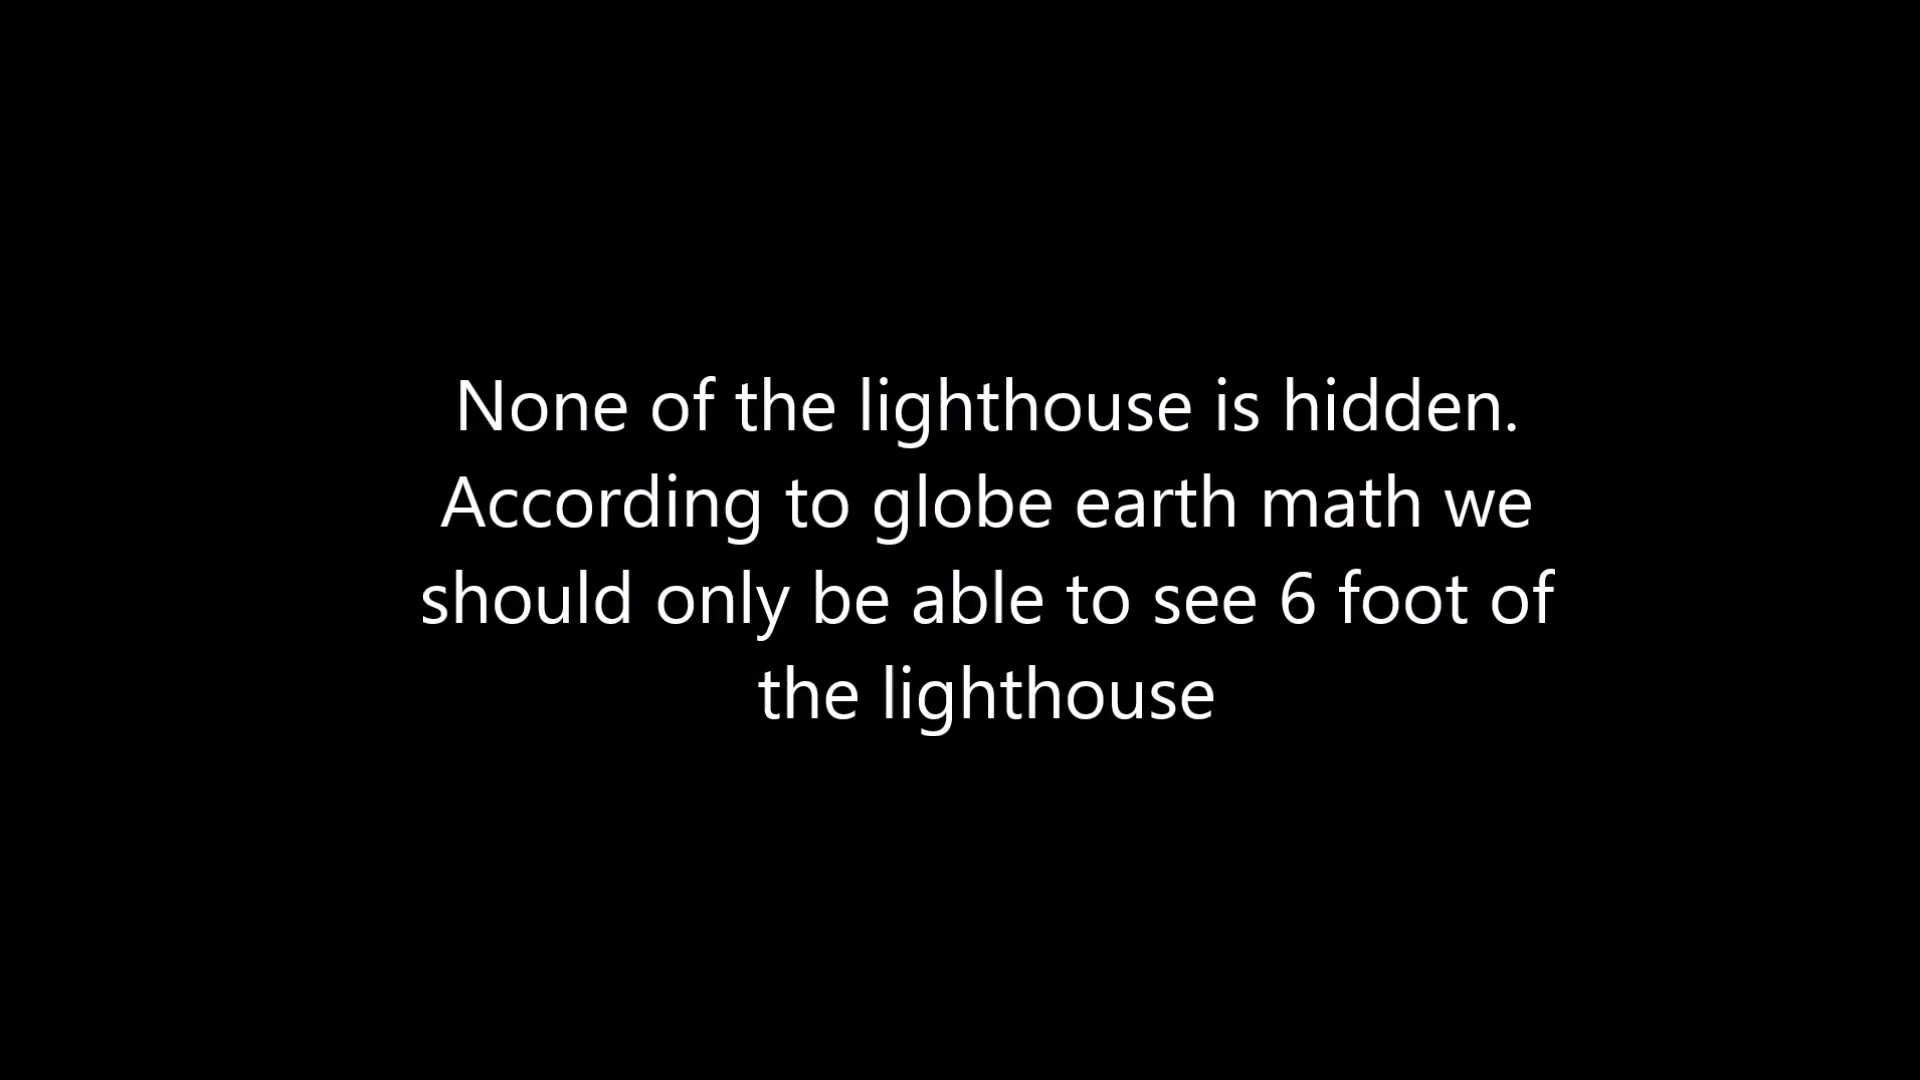 None of the lighthouse is hidden.
According to globe earth math we
should only be able to see 6 foot of
the lighthouse